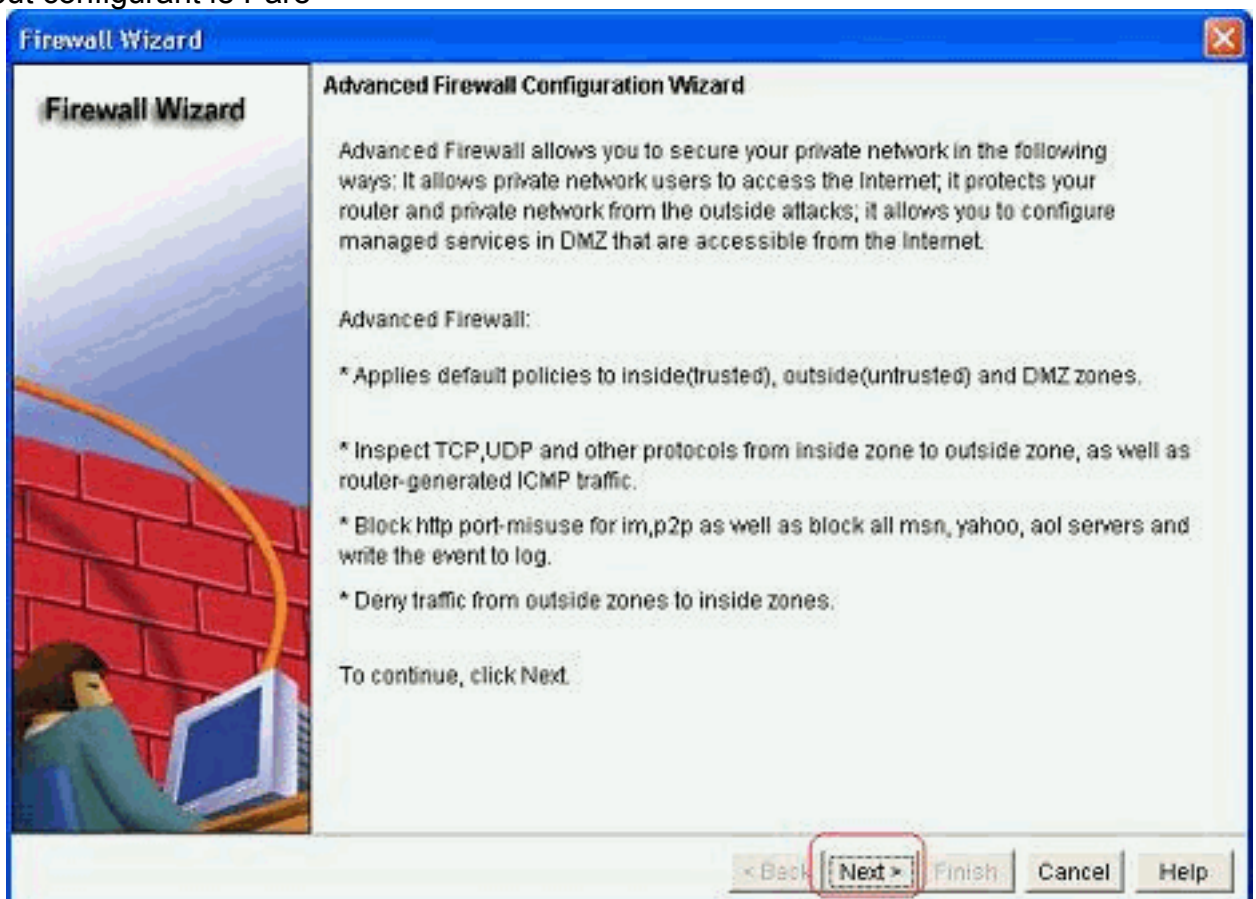 configurant le Pare
Firewall Wizard
Firewall Wizard
Advanced Firewall Configuration Wizard
Advanced Firewall allows you to secure your private network in the following
ways: It allows private network users to access the Internet; it protects your
router and private network from the outside attacks; it allows you to configure
managed services in DMZ that are accessible from the Internet.
Advanced Firewall:
* Applies default policies to inside(trusted), outside(untrusted) and DMZ zones.
* Inspect TCP,UDP and other protocols from inside zone to outside zone, as well as
router-generated ICMP traffic.
* Block http port-misuse for im,p2p as well as block all msn, yahoo, aol servers and
write the event to log.
* Deny traffic from outside zones to inside zones.
To continue, click Next.
< Back Next > Finish Cancel Help